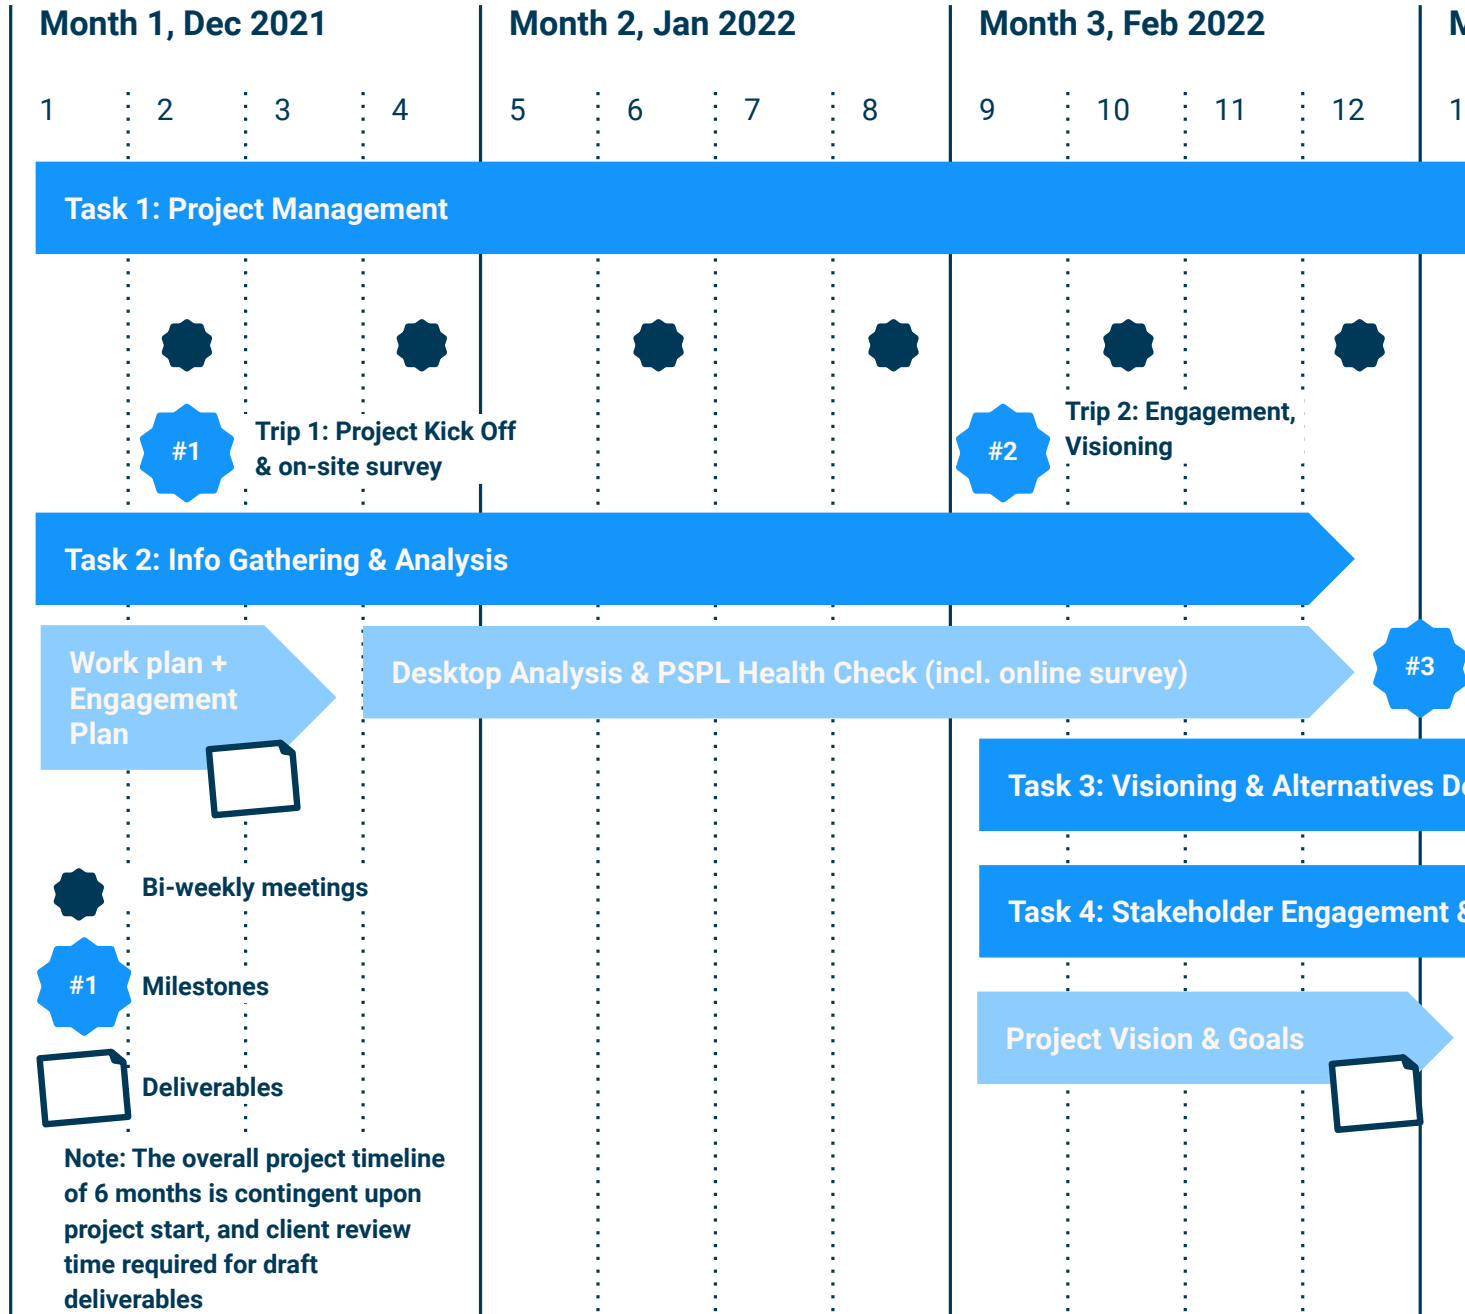 Month 1, Dec 2021
Month 2, Jan 2022
Month 3, Feb 2022
1
2
3
4
5
6
7
8
9
10
11
12
Task 1: Project Management
#1
Trip 1: Project Kick Off
& on-site survey
#2
Trip 2: Engagement,
Visioning
Task 2: Info Gathering & Analysis
Work plan +
Engagement
Plan
Desktop Analysis & PSPL Health Check (incl. online survey)
#3
Task 3: Visioning & Alternatives
Task 4: Stakeholder Engagement
Project Vision & Goals
Bi-weekly meetings
#1
Milestones
Deliverables
Note: The overall project timeline
of 6 months is contingent upon
project start, and client review
time required for draft
deliverables